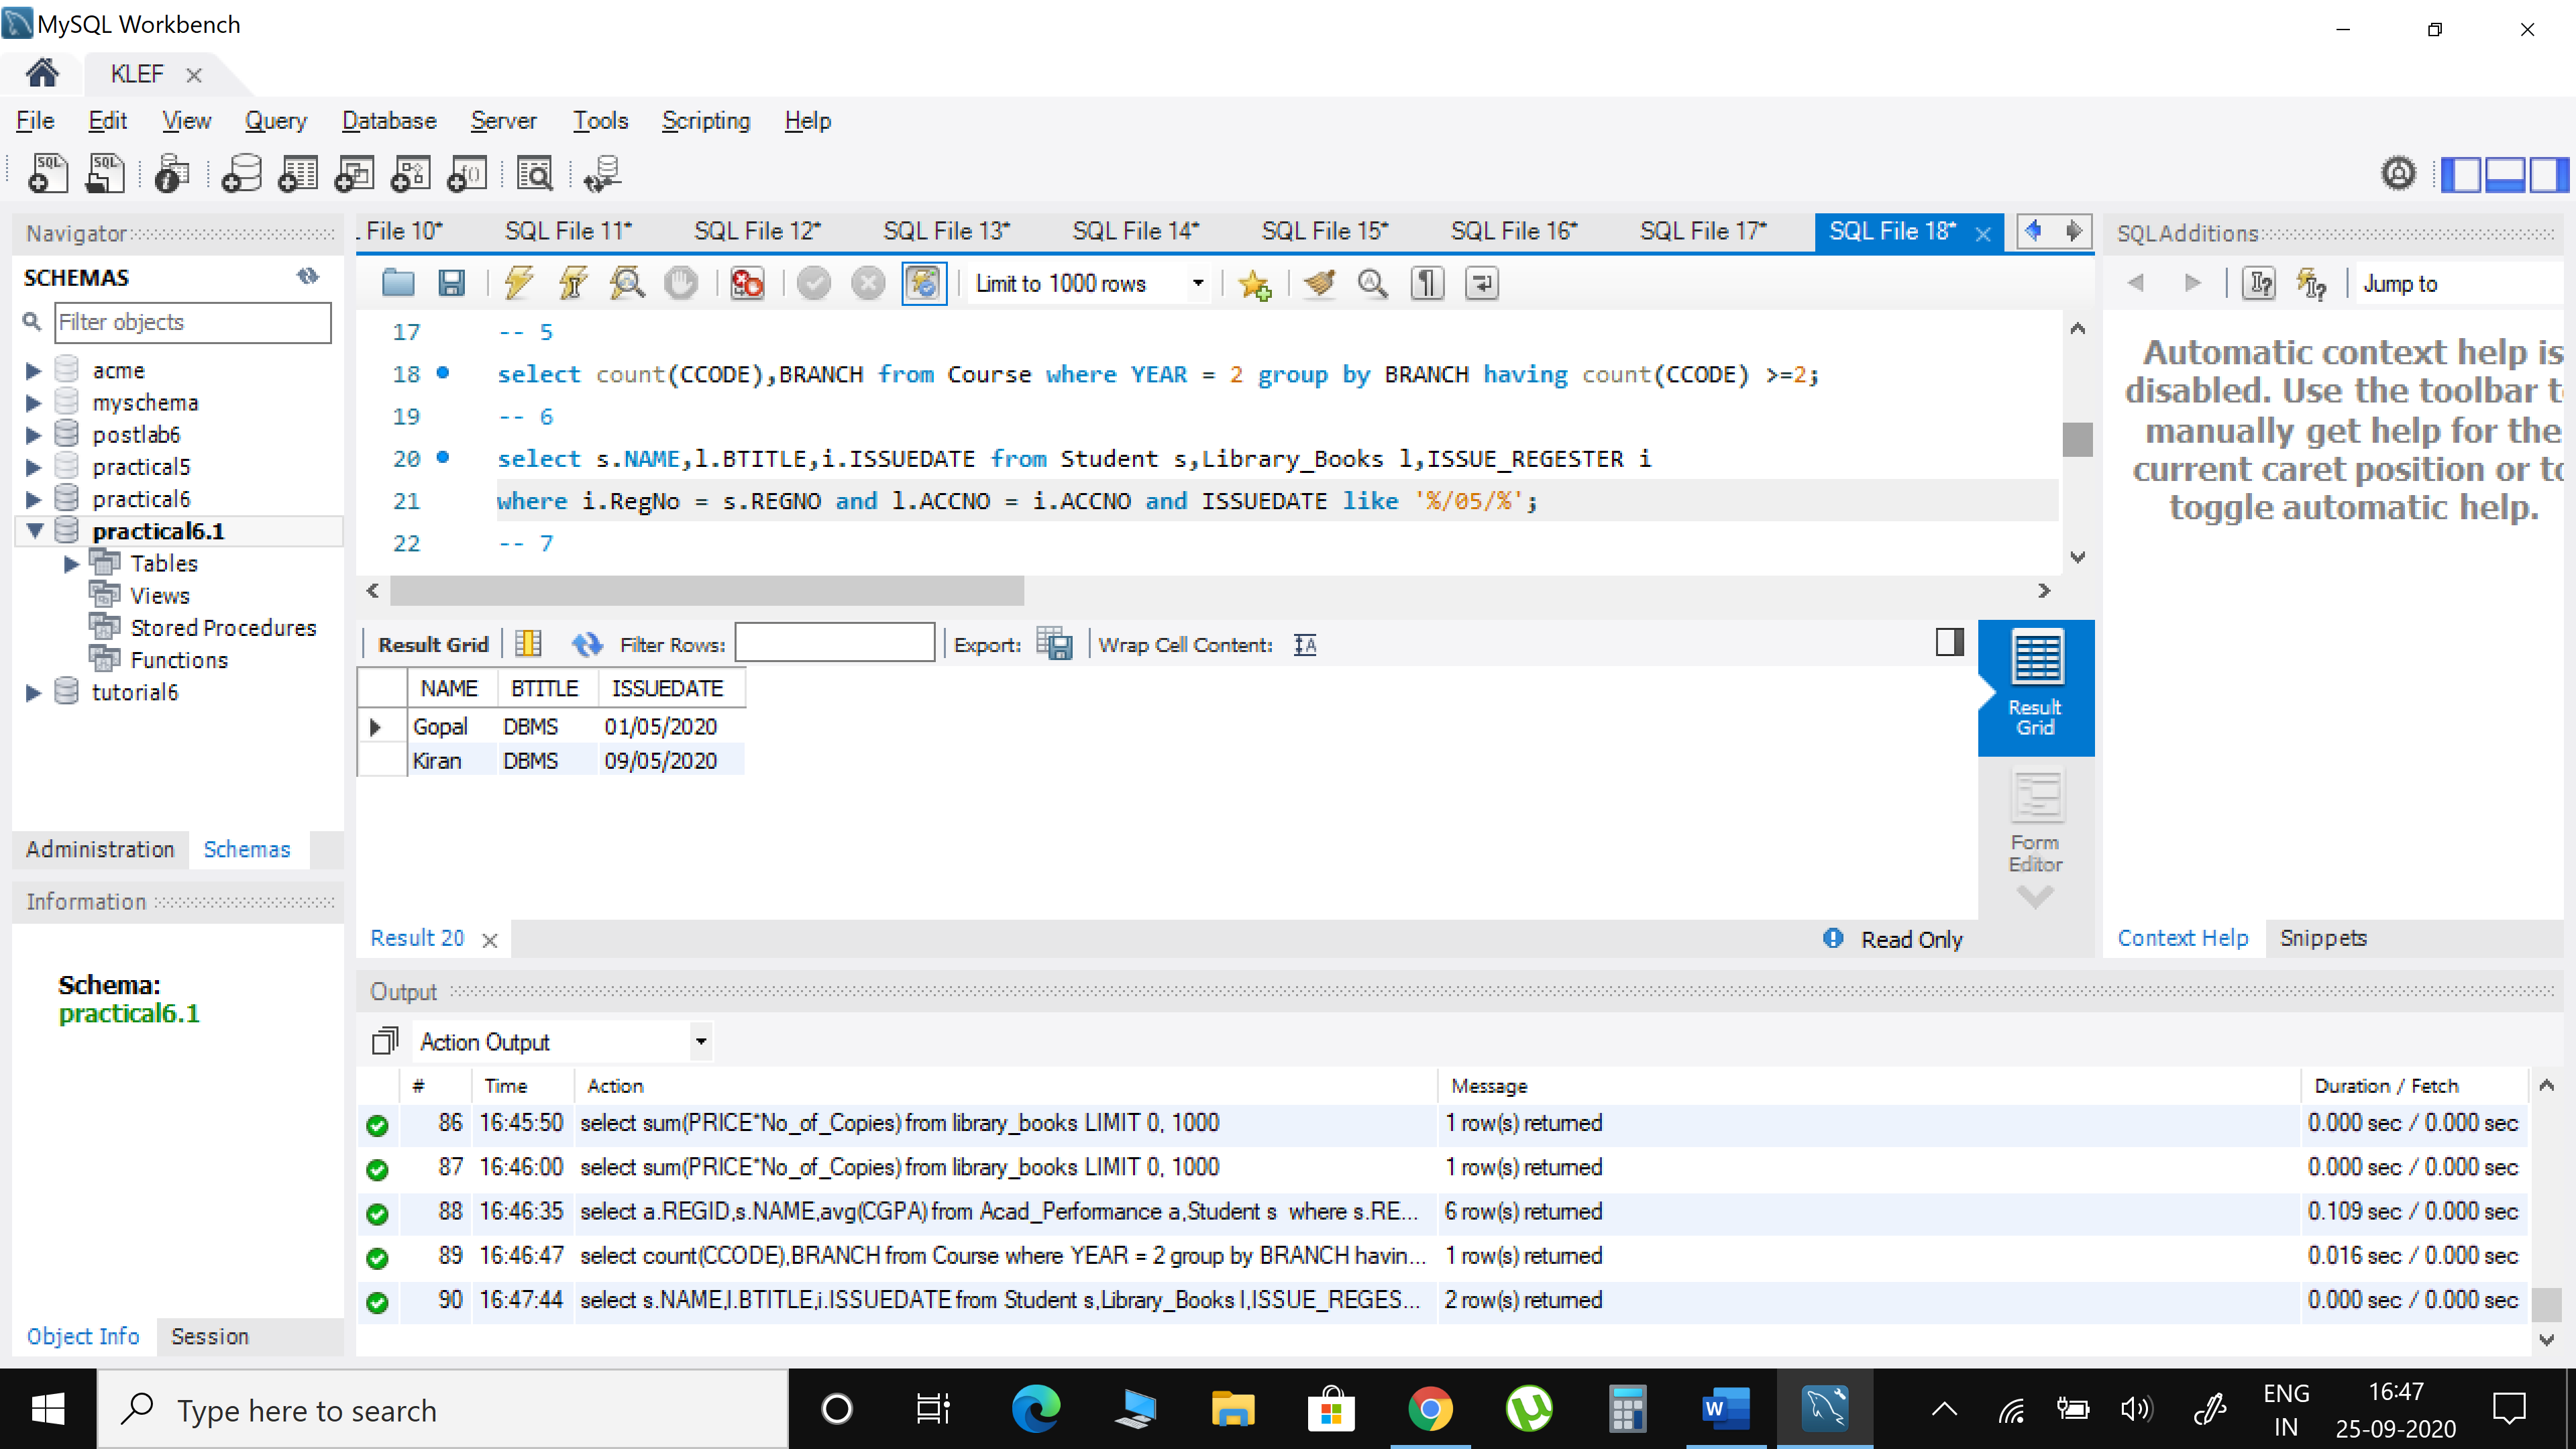 MySQL Workbench
KLEF
File Edit View Query Database Server Tools Scripting Help
Navigator
SCHEMAS
Filter objects
acme
myschema
postlab6
practical5
practical6
practical6.1
Tables
Views
Stored Procedures
Functions
tutorial6
Administration Schemas
Information
Schema:
practical6.1
Object Info Session
File 10* SQL File 11* SQL File 12* SQL File 13* SQL File 14* SQL File 15* SQL File 16* SQL File 17* SQL File 18*
Limit to 1000 rows
17 -- 5
18 select count(CCODE),BRANCH from Course where YEAR = 2 group by BRANCH having count(CCODE) >=2;
19 -- 6
20 select s.NAME,l.BTITLE,i.ISSUEDATE from Student s,Library_Books l,ISSUE_REGESTER i
21 where i.RegNo = s.REGNO and l.ACCNO = i.ACCNO and ISSUEDATE like '%/05/%';
22 -- 7
Result Grid Filter Rows: Export: Wrap Cell Content:
NAME BTITLE ISSUEDATE
Gopal DBMS 01/05/2020
Kiran DBMS 09/05/2020
Result
Grid
Form
Editor
Result 20 Read Only
SQLAdditions
Jump to
Automatic context help is
disabled. Use the toolbar t
manually get help for the
current caret position or to
toggle automatic help.
Context Help Snippets
Output
Action Output
# Time Action Message Duration / Fetch
86 16:45:50 select sum(PRICE*No_of_Copies) from library_books LIMIT 0, 1000 1 row(s) returned 0.000 sec / 0.000 sec
87 16:46:00 select sum(PRICE*No_of_Copies) from library_books LIMIT 0, 1000 1 row(s) returned 0.000 sec / 0.000 sec
88 16:46:35 select a.REGID,s.NAME,avg(CGPA) from Acad_Performance a,Student s where s.RE... 6 row(s) returned 0.109 sec / 0.000 sec
89 16:46:47 select count(CCODE),BRANCH from Course where YEAR = 2 group by BRANCH havin... 1 row(s) returned 0.016 sec / 0.000 sec
90 16:47:44 select s.NAME,l.BTITLE,i.ISSUEDATE from Student s,Library_Books l,ISSUE_REGES... 2 row(s) returned 0.000 sec / 0.000 sec
Type here to search
ENG
IN
16:47
25-09-2020